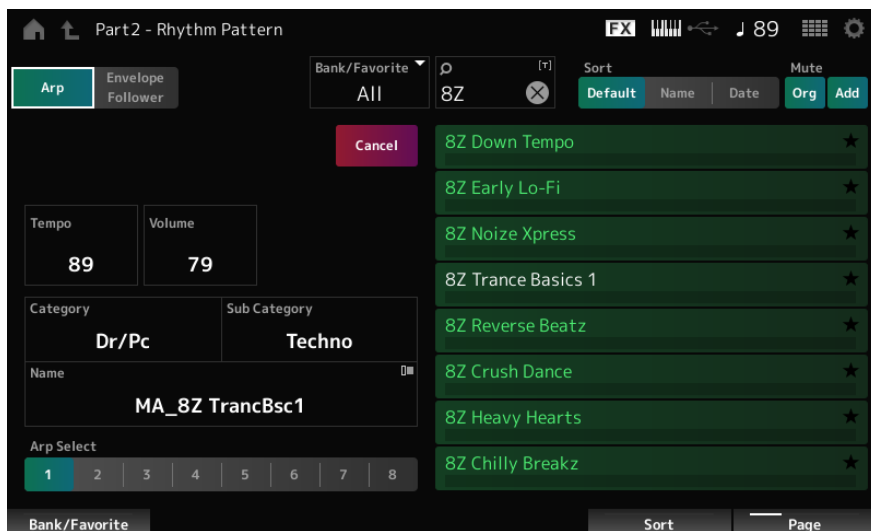 Part2 - Rhythm Pattern
FX
♩ 89
Arp
Envelope
Follower
Bank/Favorite
All
[T]
8Z
Sort
Default Name Date
Mute
Org Add
Cancel
Tempo
89
Volume
79
Category
Dr/Pc
Sub Category
Techno
Name
MA_8Z TrancBsc1
Arp Select
1 2 3 4 5 6 7 8
8Z Down Tempo
8Z Early Lo-Fi
8Z Noize Xpress
8Z Trance Basics 1
8Z Reverse Beatz
8Z Crush Dance
8Z Heavy Hearts
8Z Chilly Breakz
Bank/Favorite
Sort
Page